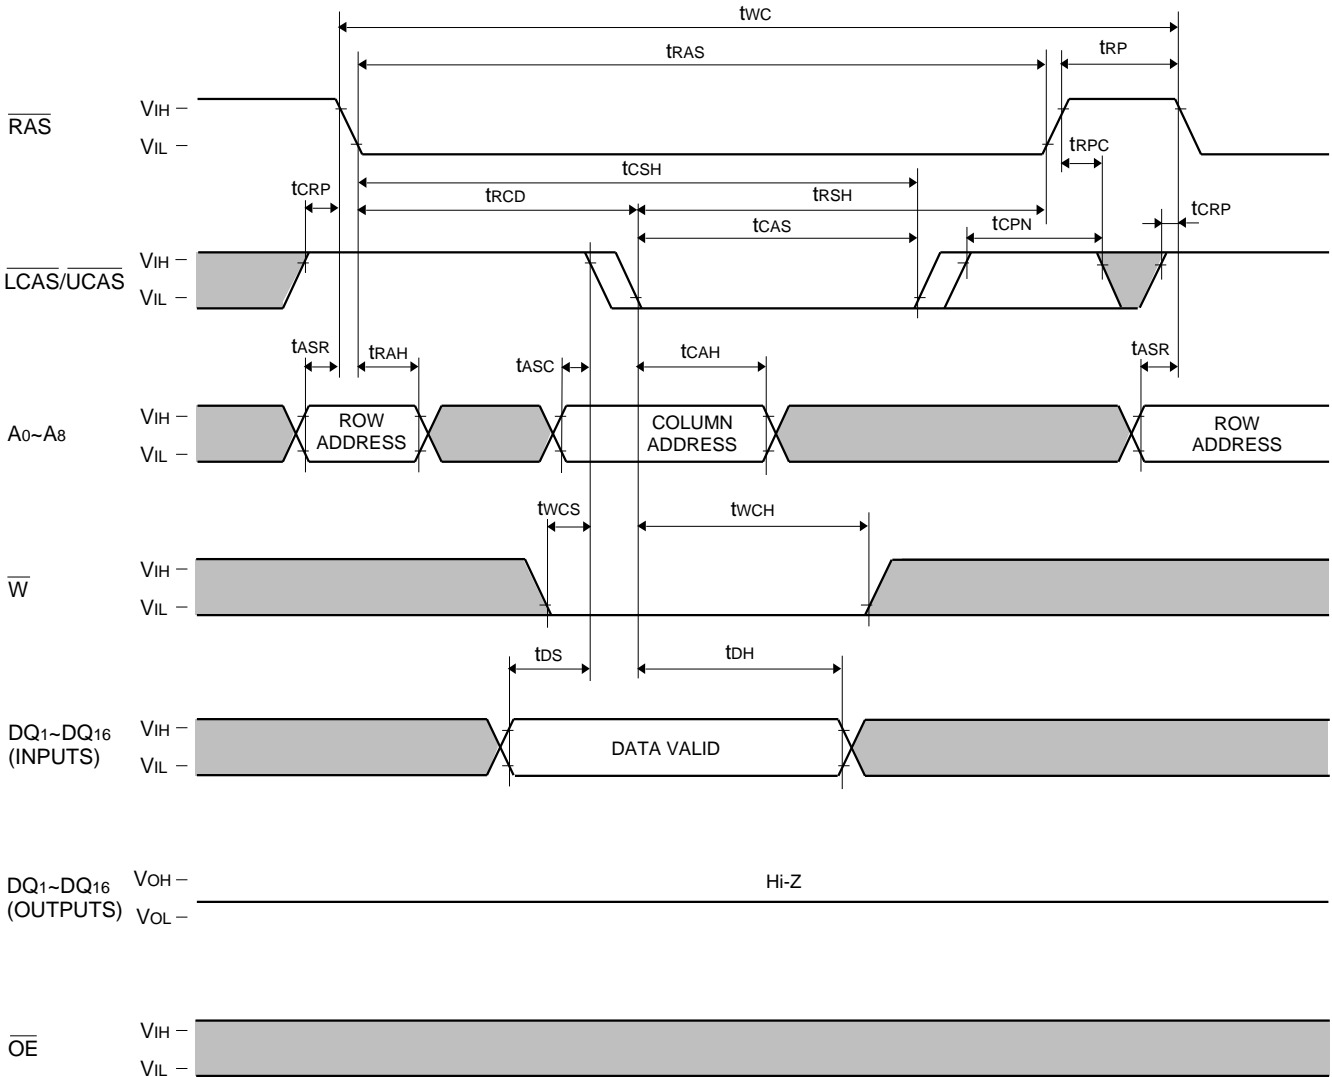 tWC
tRAS
tRP
RAS
VIH
VIL
tRPC
tCSH
tCRP
tRCD
tRSH
tCRP
tCAS
tCPN
LCAS/UCAS
VIH
VIL
tASR
tRAH
tASC
tCAH
tASR
A0~A8
VIH
VIL
ROW
ADDRESS
COLUMN
ADDRESS
ROW
ADDRESS
tWCS
tWCH
W
VIH
VIL
tDS
tDH
DQ1~DQ16
(INPUTS)
VIH
VIL
DATA VALID
DQ1~DQ16
(OUTPUTS)
VOH
VOL
Hi-Z
OE
VIH
VIL